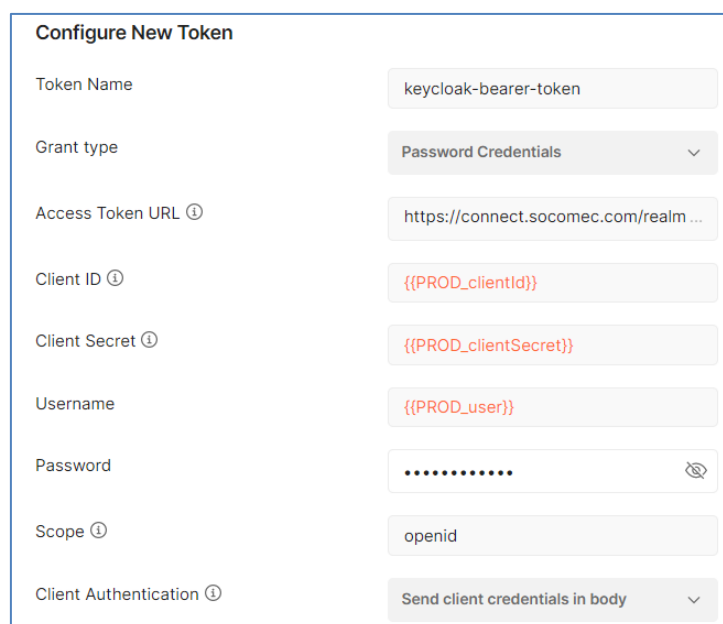 Configure New Token
Token Name
keycloak-bearer-token
Grant type
Password Credentials
Access Token URL
https://connect.socomec.com/realm ...
Client ID
{{PROD_clientId}}
Client Secret
{{PROD_clientSecret}}
Username
{{PROD_user}}
Password
••••••••••••
Scope
openid
Client Authentication
Send client credentials in body